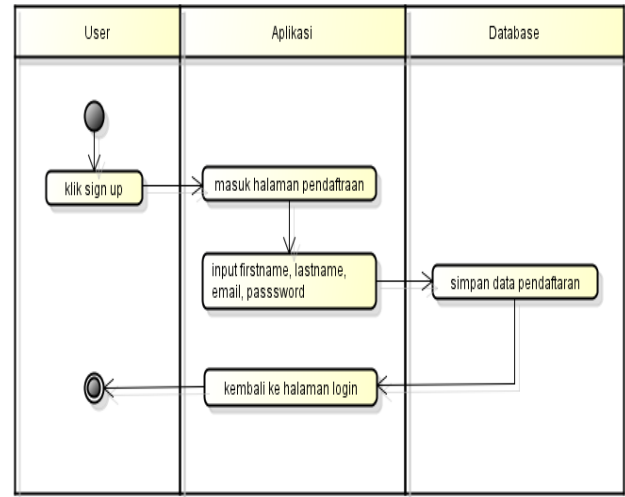 User
Aplikasi
Database
klik sign up
masuk halaman pendaftraan
input firstname, lastname,
email, passsword
simpan data pendaftaran
kembali ke halaman login